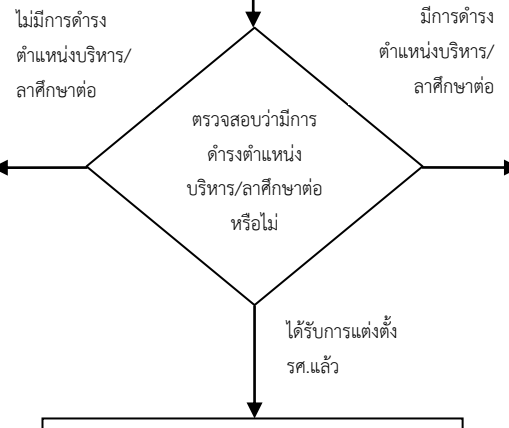 ไม่มีการดำรง
ตำแหน่งบริหาร/
ลาศึกษาต่อ
มีการดำรง
ตำแหน่งบริหาร/
ลาศึกษาต่อ
ตรวจสอบว่ามีการ
ดำรงตำแหน่ง
บริหาร/ลาศึกษาต่อ
หรือไม่
ได้รับการแต่งตั้ง
รศ.แล้ว